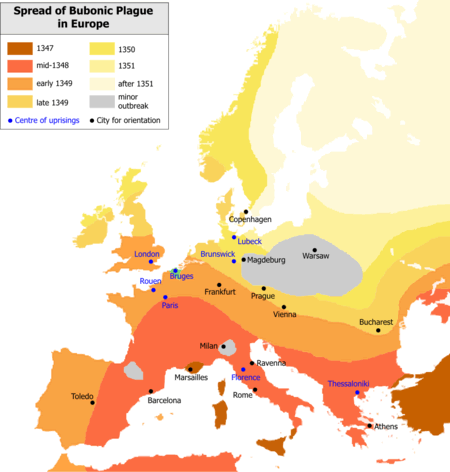 Spread of Bubonic Plague
in Europe
1347
mid-1348
early 1349
late 1349
1350
1351
after 1351
minor
outbreak
Centre of uprisings
City for orientation
Copenhagen
Lubeck
London
Brunswick
Magdeburg
Warsaw
Bruges
Rouen
Frankfurt
Prague
Paris
Vienna
Bucharest
Milan
Ravenna
Marsailles
Florence
Toledo
Barcelona
Rome
Thessaloniki
Athens